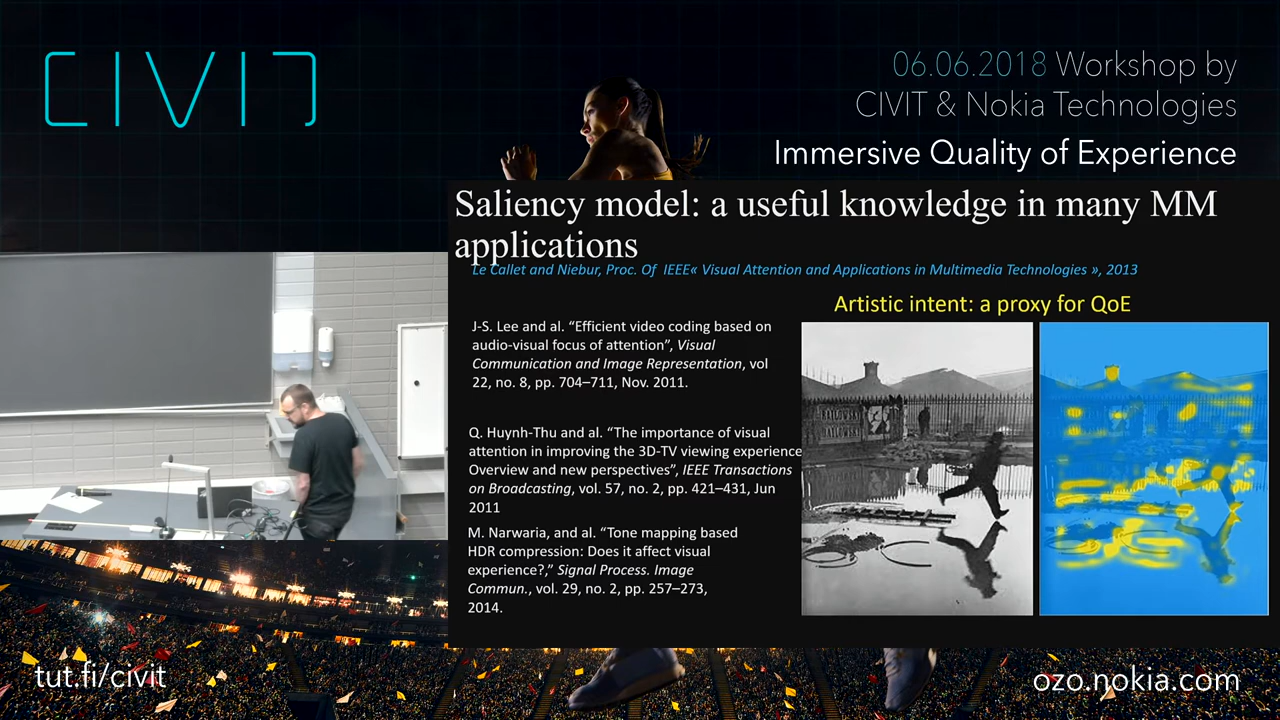 CIVIT
06.06.2018 Workshop by
CIVIT & Nokia Technologies
Immersive Quality of Experience
Saliency model: a useful knowledge in many MM
applications
Le Callet and Niebur, Proc. Of IEEE« Visual Attention and Applications in Multimedia Technologies », 2013
Artistic intent: a proxy for QoE
J-S. Lee and al. “Efficient video coding based on
audio-visual focus of attention”, Visual
Communication and Image Representation, vol
22, no. 8, pp. 704–711, Nov. 2011.
Q. Huynh-Thu and al. “The importance of visual
attention in improving the 3D-TV viewing experience
Overview and new perspectives”, IEEE Transactions
on Broadcasting, vol. 57, no. 2, pp. 421–431, Jun
2011
M. Narwaria, and al. “Tone mapping based
HDR compression: Does it affect visual
experience?,” Signal Process. Image
Commun., vol. 29, no. 2, pp. 257–273,
2014.
tut.fi/civit
ozo.nokia.com